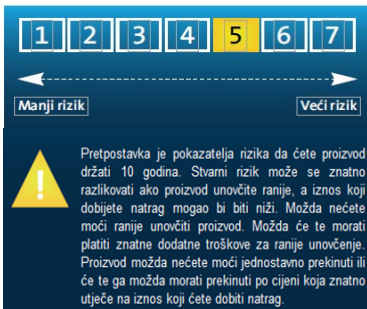 1 2 3 4 5 6 7
Manji rizik Veći rizik
Pretpostavka je pokazatelja rizika da ćete proizvod
držati 10 godina. Stvarni rizik može se znatno
razlikovati ako proizvod unovčite ranije, a iznos koji
dobijete natrag mogao bi biti niži. Možda nećete
moći ranije unovčiti proizvod. Možda će te morati
platiti znatne dodatne troškove za ranije unovčenje.
Proizvod možda nećete moći jednostavno prekinuti ili
će te ga možda morati prekinuti po cijeni koja znatno
utječe na iznos koji ćete dobiti natrag.